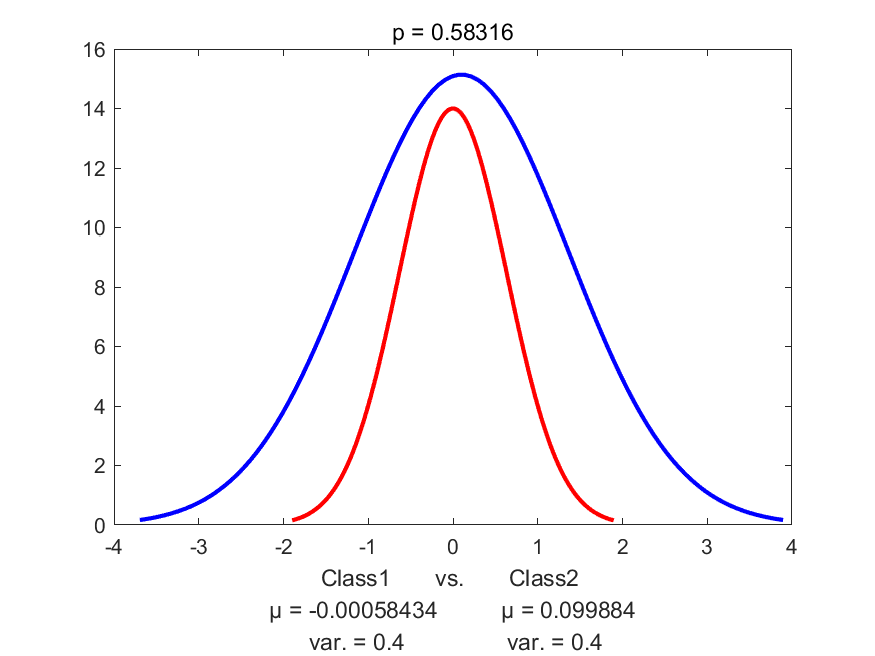 p = 0.58316
16
14
12
10
8
6
4
2
0
-4 -3 -2 -1 0 1 2 3 4
Class1 vs. Class2
μ = -0.00058434 μ = 0.099884
var. = 0.4 var. = 0.4